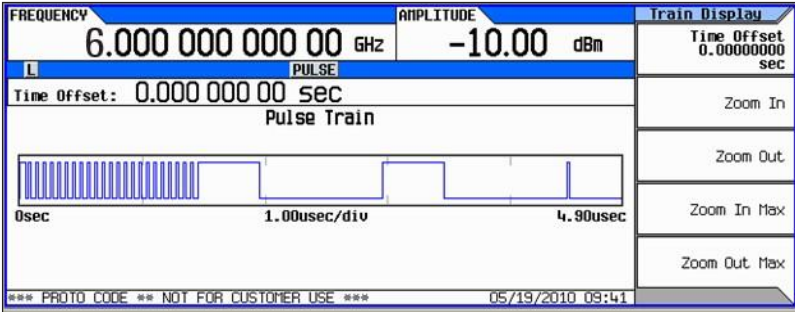 FREQUENCY
6.000 000 000 00 GHz
AMPLITUDE
-10.00 dBm
L
PULSE
Time Offset: 0.000 000 00 sec
Pulse Train
0sec
1.00usec/div
4.90usec
*** PROTO CODE ** NOT FOR CUSTOMER USE ***
05/19/2010 09:41
Train Display
Time Offset
0.00000000
sec
Zoom In
Zoom Out
Zoom In Max
Zoom Out Max